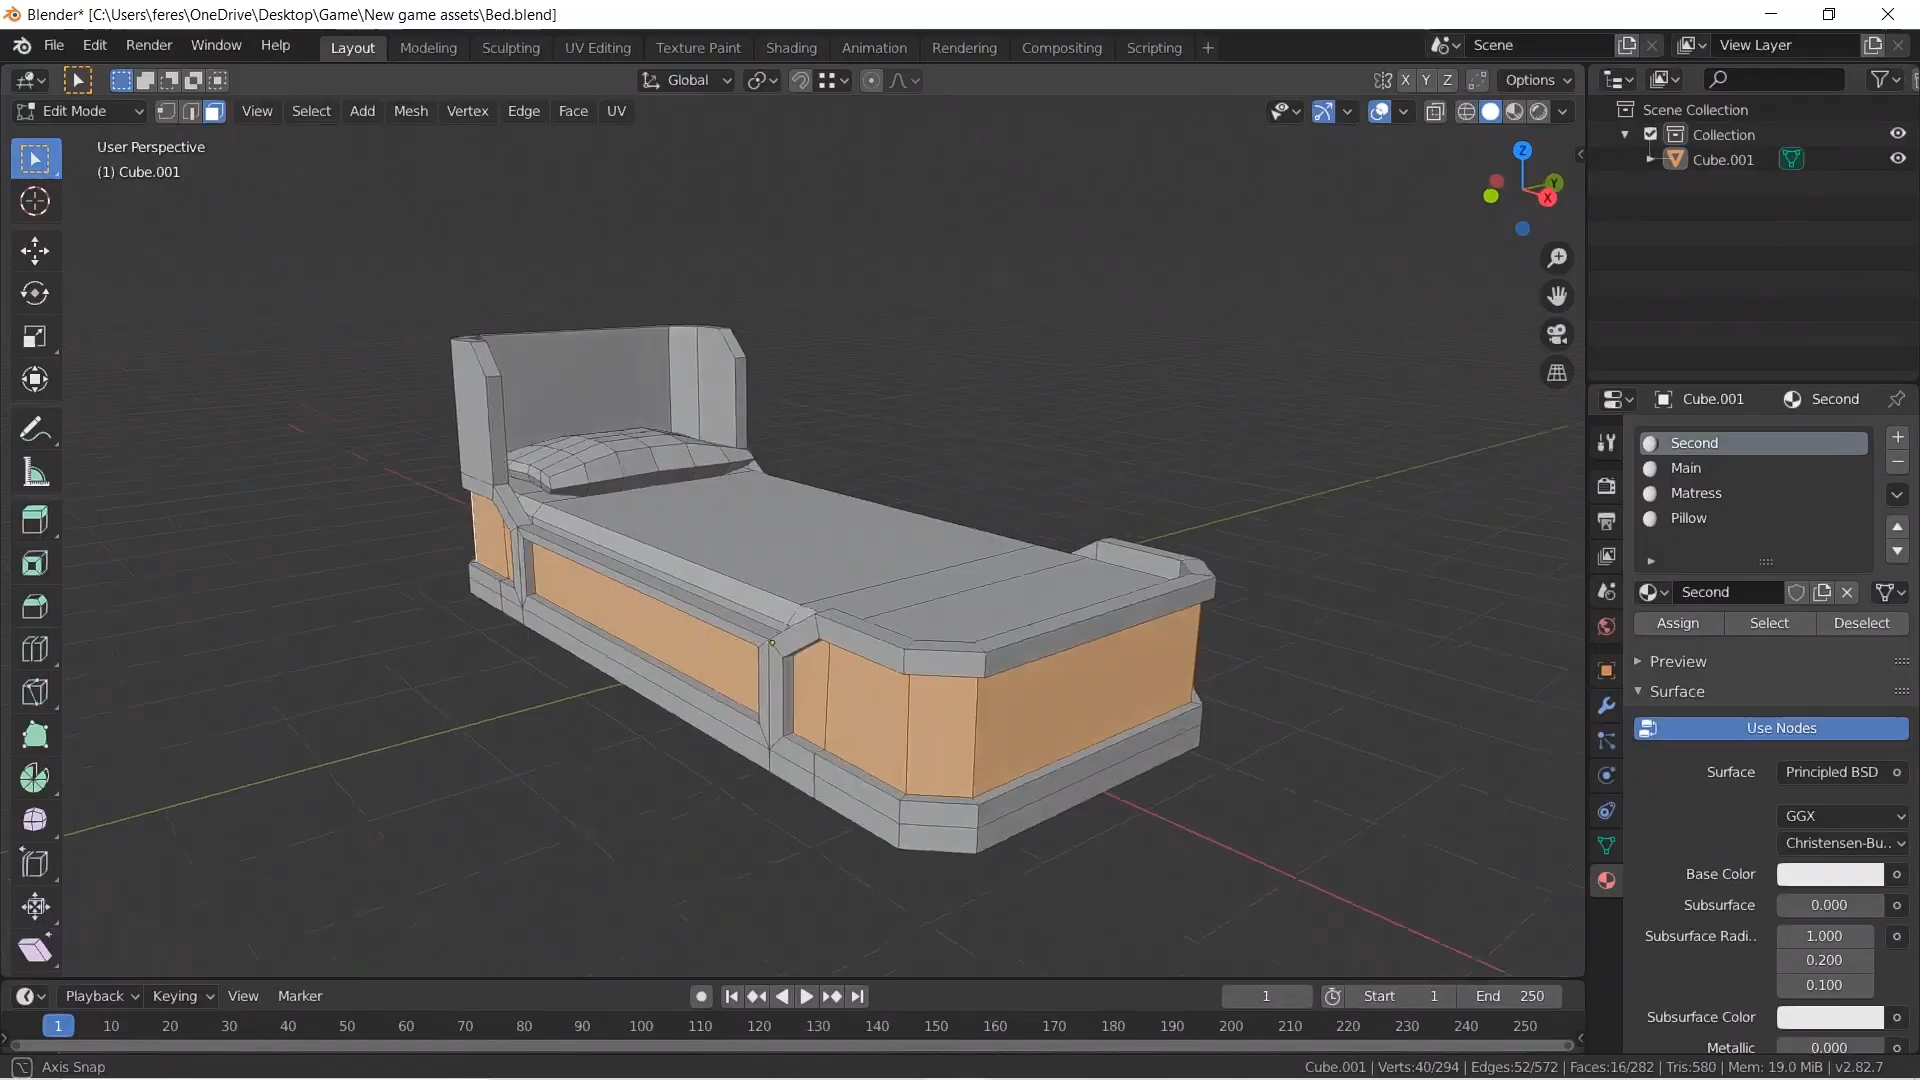 Blender* [C:\Users\feres\OneDrive\Desktop\Game\New game assets\Bed.blend]
File Edit Render Window Help Layout Modeling Sculpting UV Editing Texture Paint Shading Animation Rendering Compositing Scripting + Scene View Layer
Global X Y Z Options
Edit Mode View Select Add Mesh Vertex Edge Face UV
User Perspective
(1) Cube.001
Z
Y
X
Scene Collection
Collection
Cube.001
Cube.001 Second
Second
Main
Matress
Pillow
Second
Assign Select Deselect
Preview
Surface
Use Nodes
Surface Principled BSD
GGX
Christensen-Bu..
Base Color
Subsurface 0.000
Subsurface Radi.. 1.000
0.200
0.100
Subsurface Color
Metallic 0.000
Playback Keying View Marker 1 Start 1 End 250
1 10 20 30 40 50 60 70 80 90 100 110 120 130 140 150 160 170 180 190 200 210 220 230 240 250
Axis Snap
Cube.001 | Verts:40/294 | Edges:52/572 | Faces:16/282 | Tris:580 | Mem: 19.0 MiB | v2.82.7